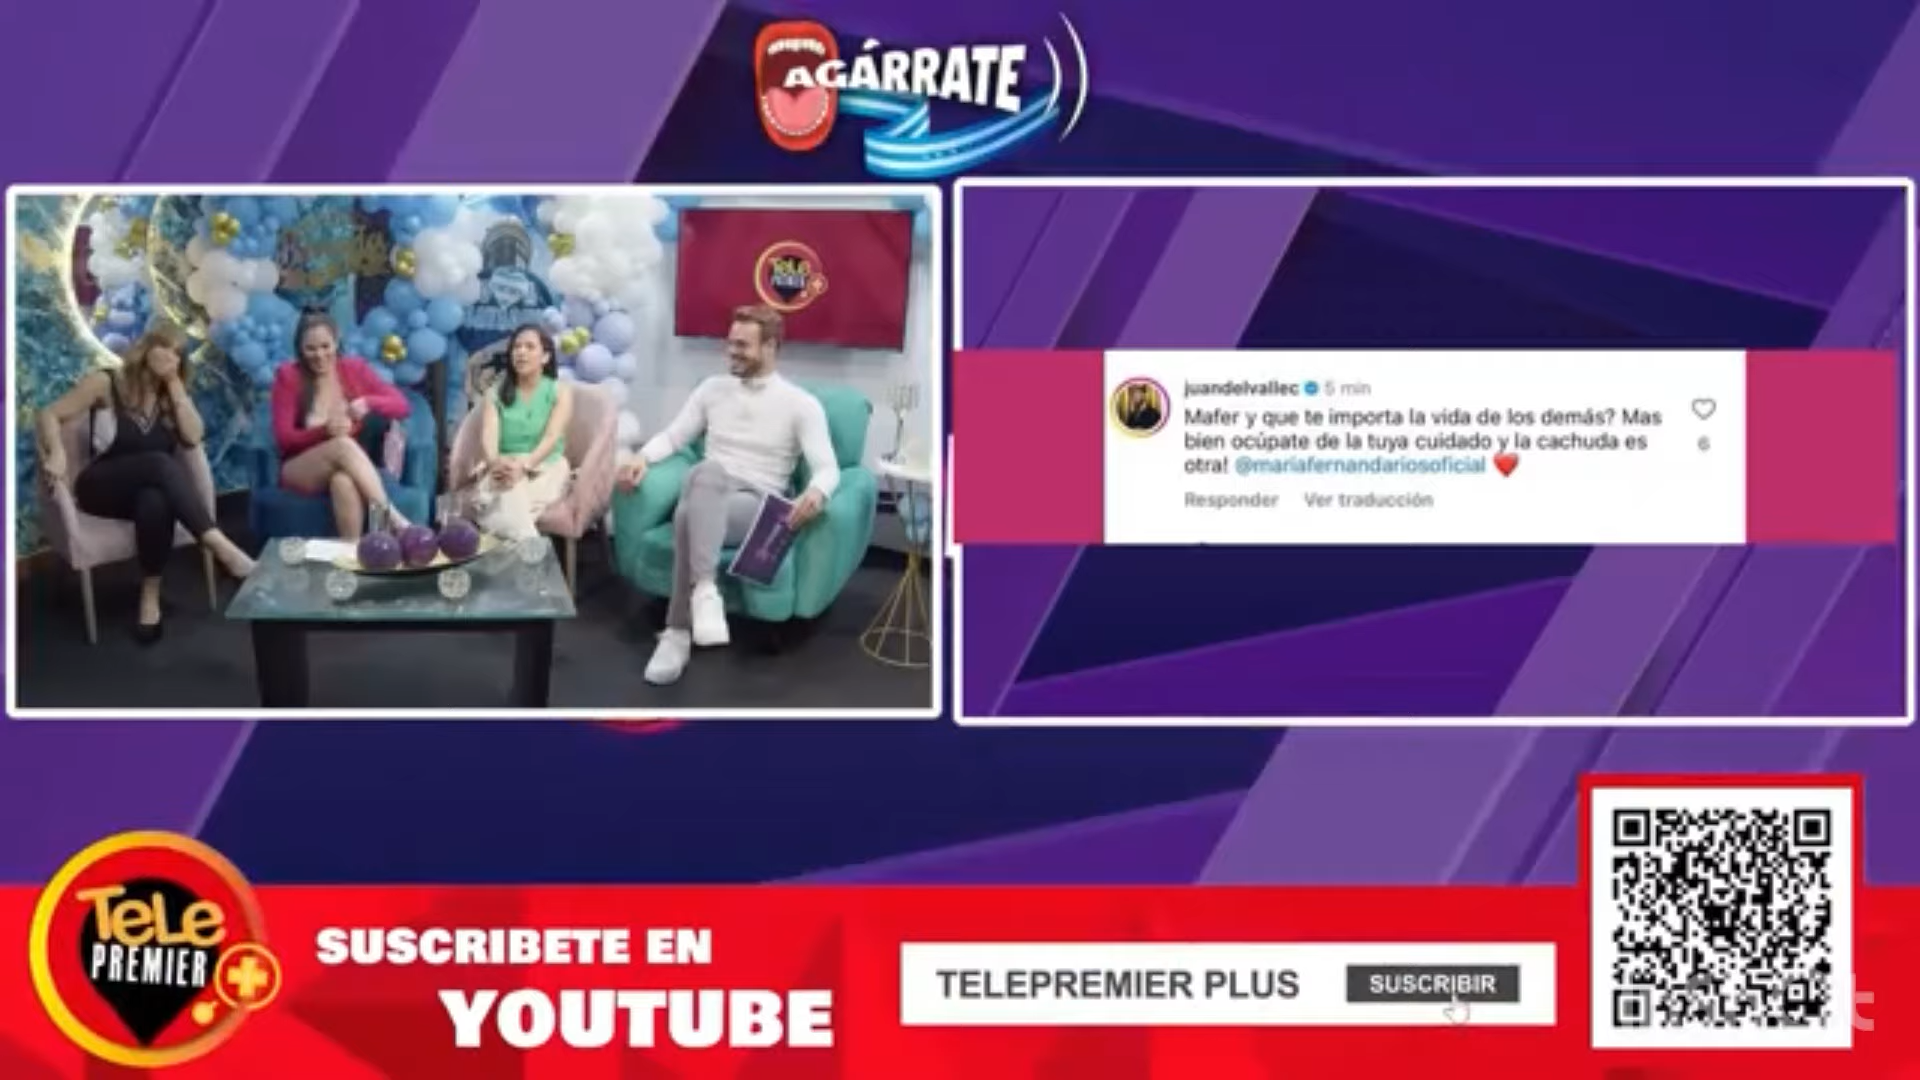 AGÁRRATE
TELE
juandelvallec 5 min
Mafer y que te importa la vida de los demás? Mas
bien ocúpate de la tuya cuidado y la cachuda es
otra! @mariafernandariosoficial ❤️
6
Responder Ver traducción
TELE
PREMIER
SUSCRIBETE EN
YOUTUBE
TELEPREMIER PLUS
SUSCRIBIR